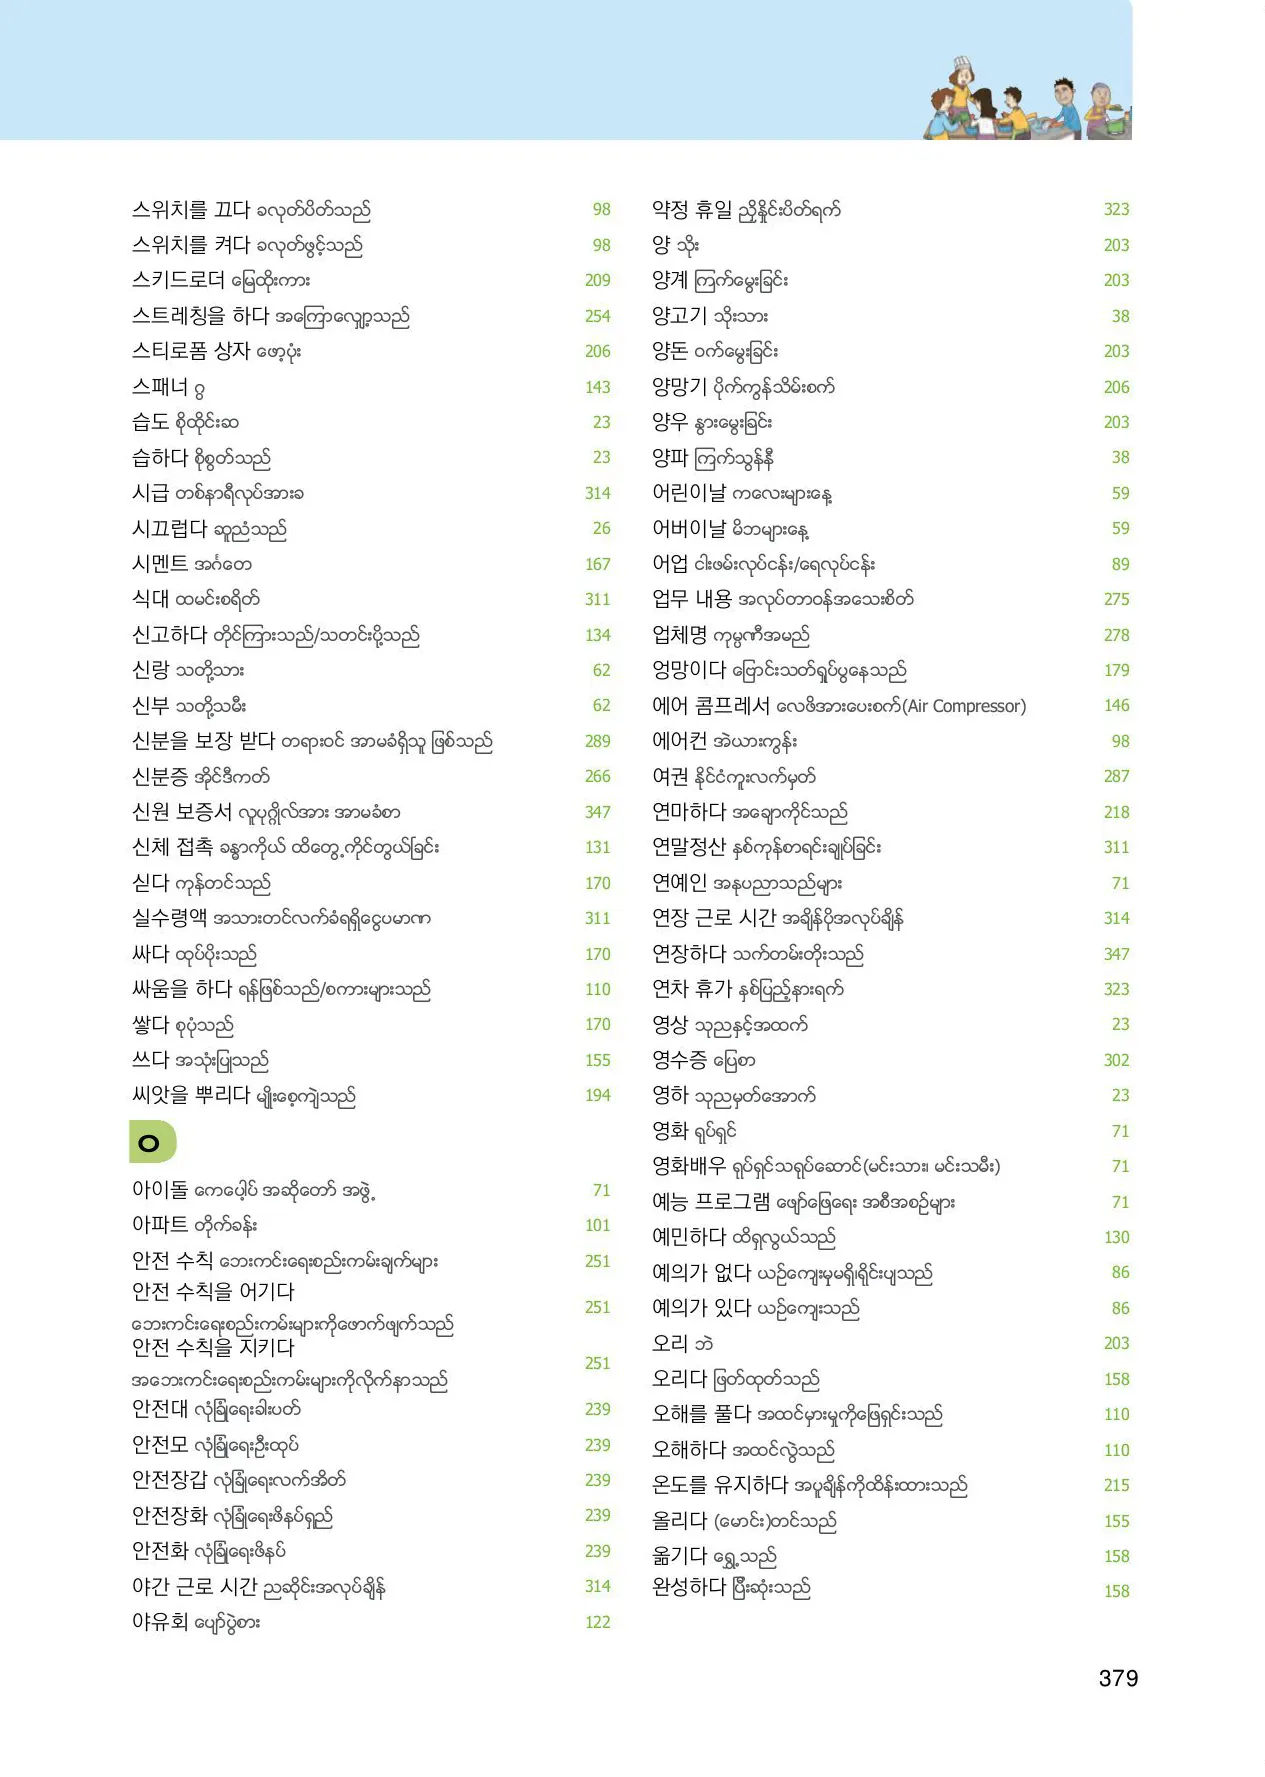 스위치를 끄다 ခလုတ်ပိတ်သည် 98
스위치를 켜다 ခလုတ်ဖွင့်သည် 98
스키드로더 မြေထိုးကား 209
스트레칭을 하다 အကြောလျှော့သည် 254
스티로폼 상자 ဖော့ပုံး 206
스패너 ဂွ 143
습도 စိုထိုင်းဆ 23
습하다 စိုစွတ်သည် 23
시급 တစ်နာရီလုပ်အားခ 314
시끄럽다 ဆူညံသည် 26
시멘트 အင်္ဂတေ 167
식대 ထမင်းစရိတ် 311
신고하다 တိုင်ကြားသည်/သတင်းပို့သည် 134
신랑 သတို့သား 62
신부 သတို့သမီး 62
신분을 보장 받다 တရားဝင် အာမခံရှိသူ ဖြစ်သည် 289
신분증 အိုင်ဒီကတ် 266
신원 보증서 လူပုဂ္ဂိုလ်အား အာမခံစာ 347
신체 접촉 ခန္ဓာကိုယ် ထိတွေ့ကိုင်တွယ်ခြင်း 131
싣다 ကုန်တင်သည် 170
실수령액 အသားတင်လက်ခံရရှိငွေပမာဏ 311
싸다 ထုပ်ပိုးသည် 170
싸움을 하다 ရန်ဖြစ်သည်/စကားများသည် 110
쌓다 စုပုံသည် 170
쓰다 အသုံးပြုသည် 155
씨앗을 뿌리다 မျိုးစေ့ကျဲသည် 194
ㅇ
아이돌 ကေပေါ့ပ် အဆိုတော် အဖွဲ့ 71
아파트 တိုက်ခန်း 101
안전 수칙 ဘေးကင်းရေးစည်းကမ်းချက်များ 251
안전 수칙을 어기다
ဘေးကင်းရေးစည်းကမ်းများကိုဖောက်ဖျက်သည် 251
안전 수칙을 지키다
အဘေးကင်းရေးစည်းကမ်းများကိုလိုက်နာသည် 251
안전대 လုံခြုံရေးခါးပတ် 239
안전모 လုံခြုံရေးဦးထုပ် 239
안전장갑 လုံခြုံရေးလက်အိတ် 239
안전장화 လုံခြုံရေးဖိနပ်ရှည် 239
안전화 လုံခြုံရေးဖိနပ် 239
야간 근로 시간 ညဆိုင်းအလုပ်ချိန် 314
야유회 ပျော်ပွဲစား 122
약정 휴일 ညှိနှိုင်းပိတ်ရက် 323
양 သိုး 203
양계 ကြက်မွေးခြင်း 203
양고기 သိုးသား 38
양돈 ဝက်မွေးခြင်း 203
양망기 ပိုက်ကွန်သိမ်းစက် 206
양우 နွားမွေးခြင်း 203
양파 ကြက်သွန်နီ 38
어린이날 ကလေးများနေ့ 59
어버이날 မိဘများနေ့ 59
어업 ငါးဖမ်းလုပ်ငန်း/ရေလုပ်ငန်း 89
업무 내용 အလုပ်တာဝန်အသေးစိတ် 275
업체명 ကုမ္ပဏီအမည် 278
엉망이다 ဗြောင်းသတ်ရှုပ်ပွနေသည် 179
에어 콤프레서 လေဖိအားပေးစက်(Air Compressor) 146
에어컨 အဲယားကွန်း 98
여권 နိုင်ငံကူးလက်မှတ် 287
연마하다 အချောကိုင်သည် 218
연말정산 နှစ်ကုန်စာရင်းချုပ်ခြင်း 311
연예인 အနုပညာသည်များ 71
연장 근로 시간 အချိန်ပိုအလုပ်ချိန် 314
연장하다 သက်တမ်းတိုးသည် 347
연차 휴가 နှစ်ပြည့်နားရက် 323
영상 သုညနှင့်အထက် 23
영수증 ပြေစာ 302
영하 သုညမှတ်အောက် 23
영화 ရုပ်ရှင် 71
영화배우 ရုပ်ရှင်သရုပ်ဆောင်(မင်းသား၊ မင်းသမီး) 71
예능 프로그램 ဖျော်ဖြေရေး အစီအစဉ်များ 71
예민하다 ထိရှလွယ်သည် 130
예의가 없다 ယဉ်ကျေးမှုမရှိ၊ရိုင်းပျသည် 86
예의가 있다 ယဉ်ကျေးသည် 86
오리 ဘဲ 203
오리다 ဖြတ်ထုတ်သည် 158
오해를 풀다 အထင်မှားမှုကိုဖြေရှင်းသည် 110
오해하다 အထင်လွဲသည် 110
온도를 유지하다 အပူချိန်ကိုထိန်းထားသည် 215
올리다 (မောင်း)တင်သည် 155
옮기다 ရွှေ့သည် 158
완성하다 ပြီးဆုံးသည် 158
379